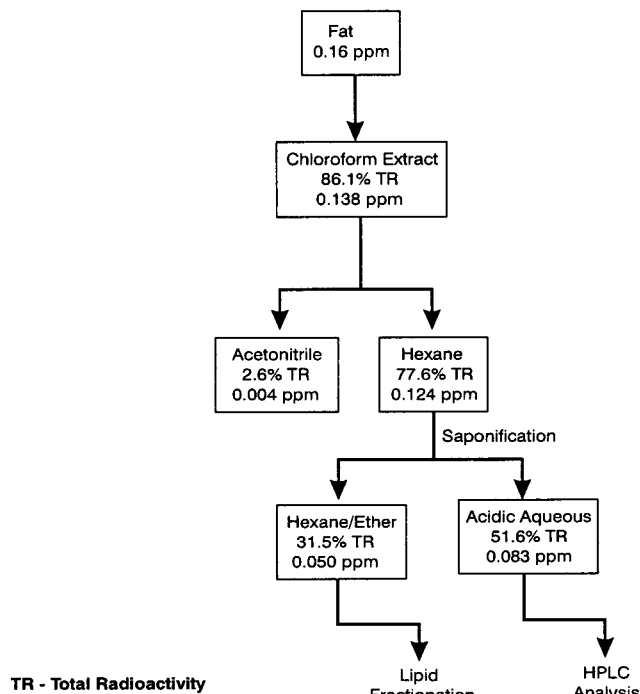 Fat
0.16 ppm
Chloroform Extract
86.1% TR
0.138 ppm
Acetonitrile
2.6% TR
0.004 ppm
Hexane
77.6% TR
0.124 ppm
Saponification
Hexane/Ether
31.5% TR
0.050 ppm
Acidic Aqueous
51.6% TR
0.083 ppm
TR - Total Radioactivity
Lipid
Fractionation
HPLC
Analysis